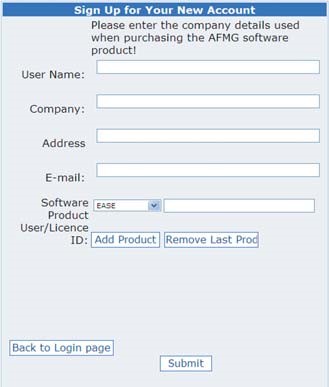 Sign Up for Your New Account
Please enter the company details used
when purchasing the AFMG software
product!
User Name:
Company:
Address
E-mail:
Software
Product
User/Licence
ID:
EASE
Add Product
Remove Last Prod
Back to Login page
Submit